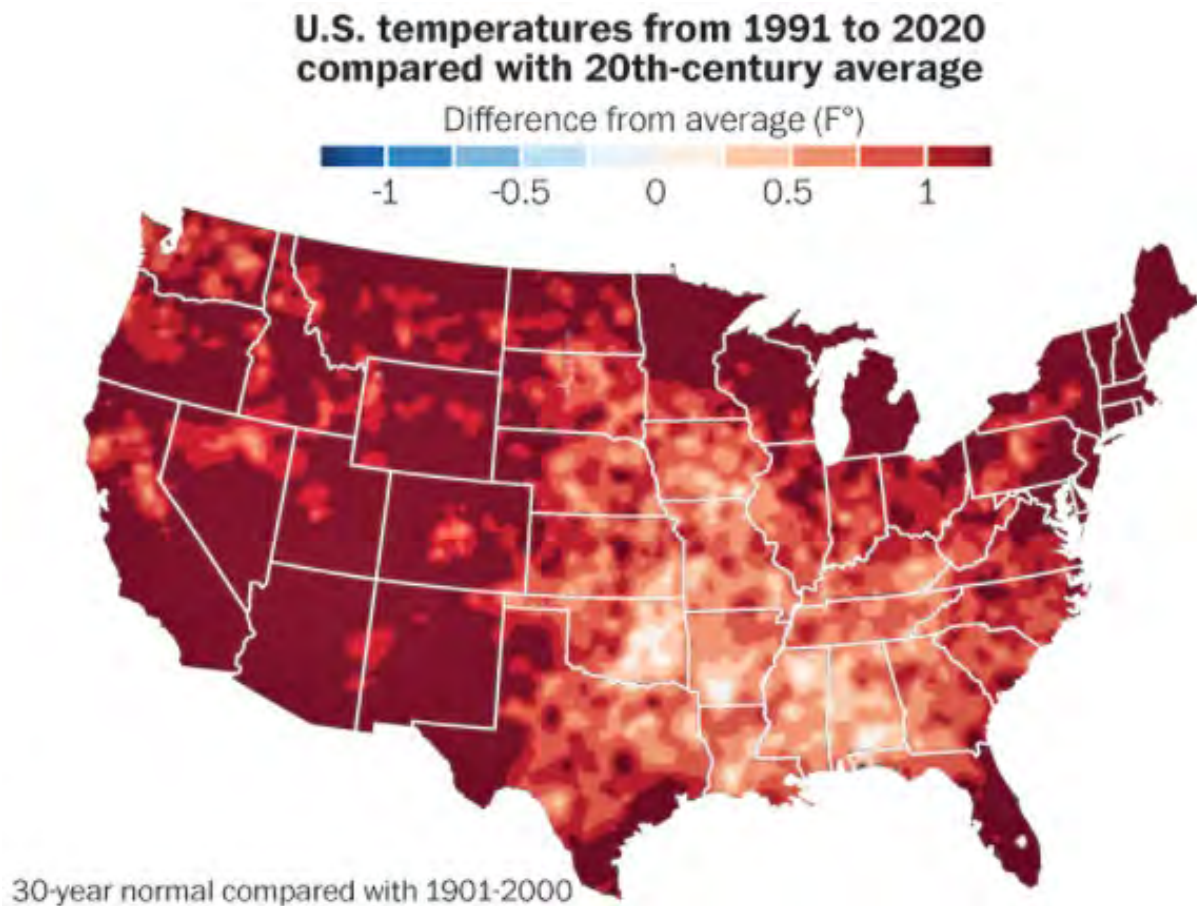 U.S. temperatures from 1991 to 2020
compared with 20th-century average
Difference from average (F°)
-1 -0.5 0 0.5 1
30-year normal compared with 1901-2000